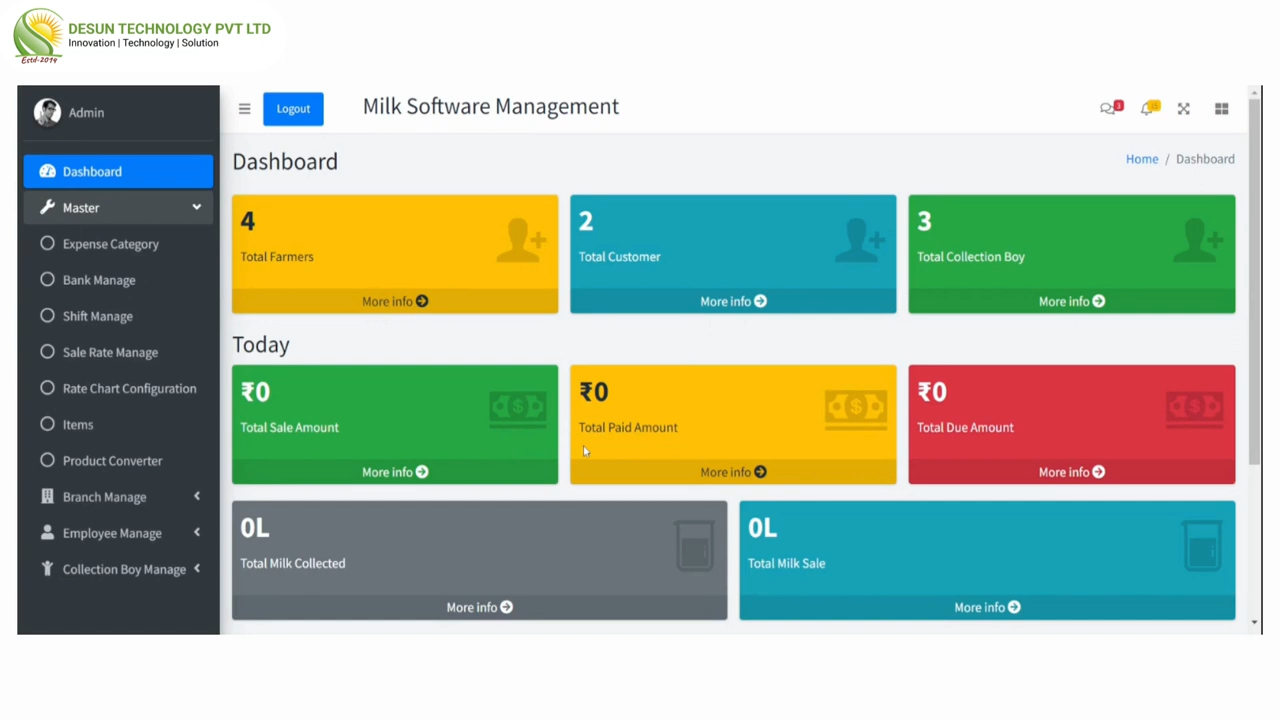 DESUN TECHNOLOGY PVT LTD
Innovation | Technology | Solution
Estd-2014
Admin
Logout
Milk Software Management
3
15
Dashboard
Master
Expense Category
Bank Manage
Shift Manage
Sale Rate Manage
Rate Chart Configuration
Items
Product Converter
Branch Manage
Employee Manage
Collection Boy Manage
Dashboard
Home / Dashboard
4
Total Farmers
More info
2
Total Customer
More info
3
Total Collection Boy
More info
Today
₹0
Total Sale Amount
More info
₹0
Total Paid Amount
More info
₹0
Total Due Amount
More info
0L
Total Milk Collected
More info
0L
Total Milk Sale
More info